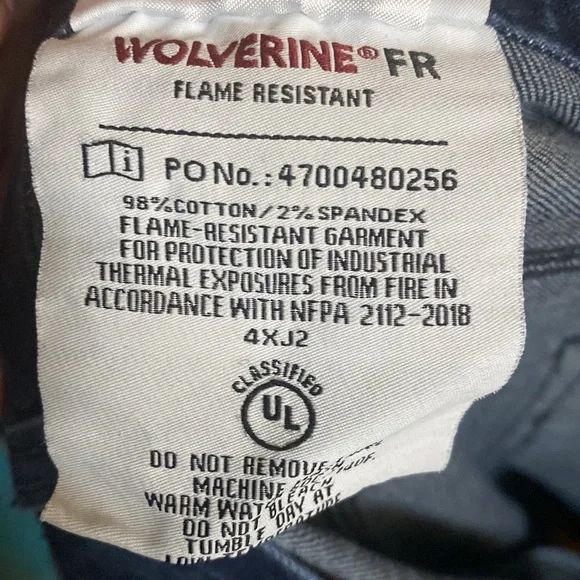 WOLVERINE® FR
FLAME RESISTANT
i PO No.: 4700480256
98% COTTON/2% SPANDEX
FLAME-RESISTANT GARMENT
FOR PROTECTION OF INDUSTRIAL
THERMAL EXPOSURES FROM FIRE IN
ACCORDANCE WITH NFPA 2112-2018
4XJ2
CLASSIFIED
UL
DO NOT REMOVE
MACHINE
WARM WAT BLEACH
DO NOT DRY AT
TUMBLE